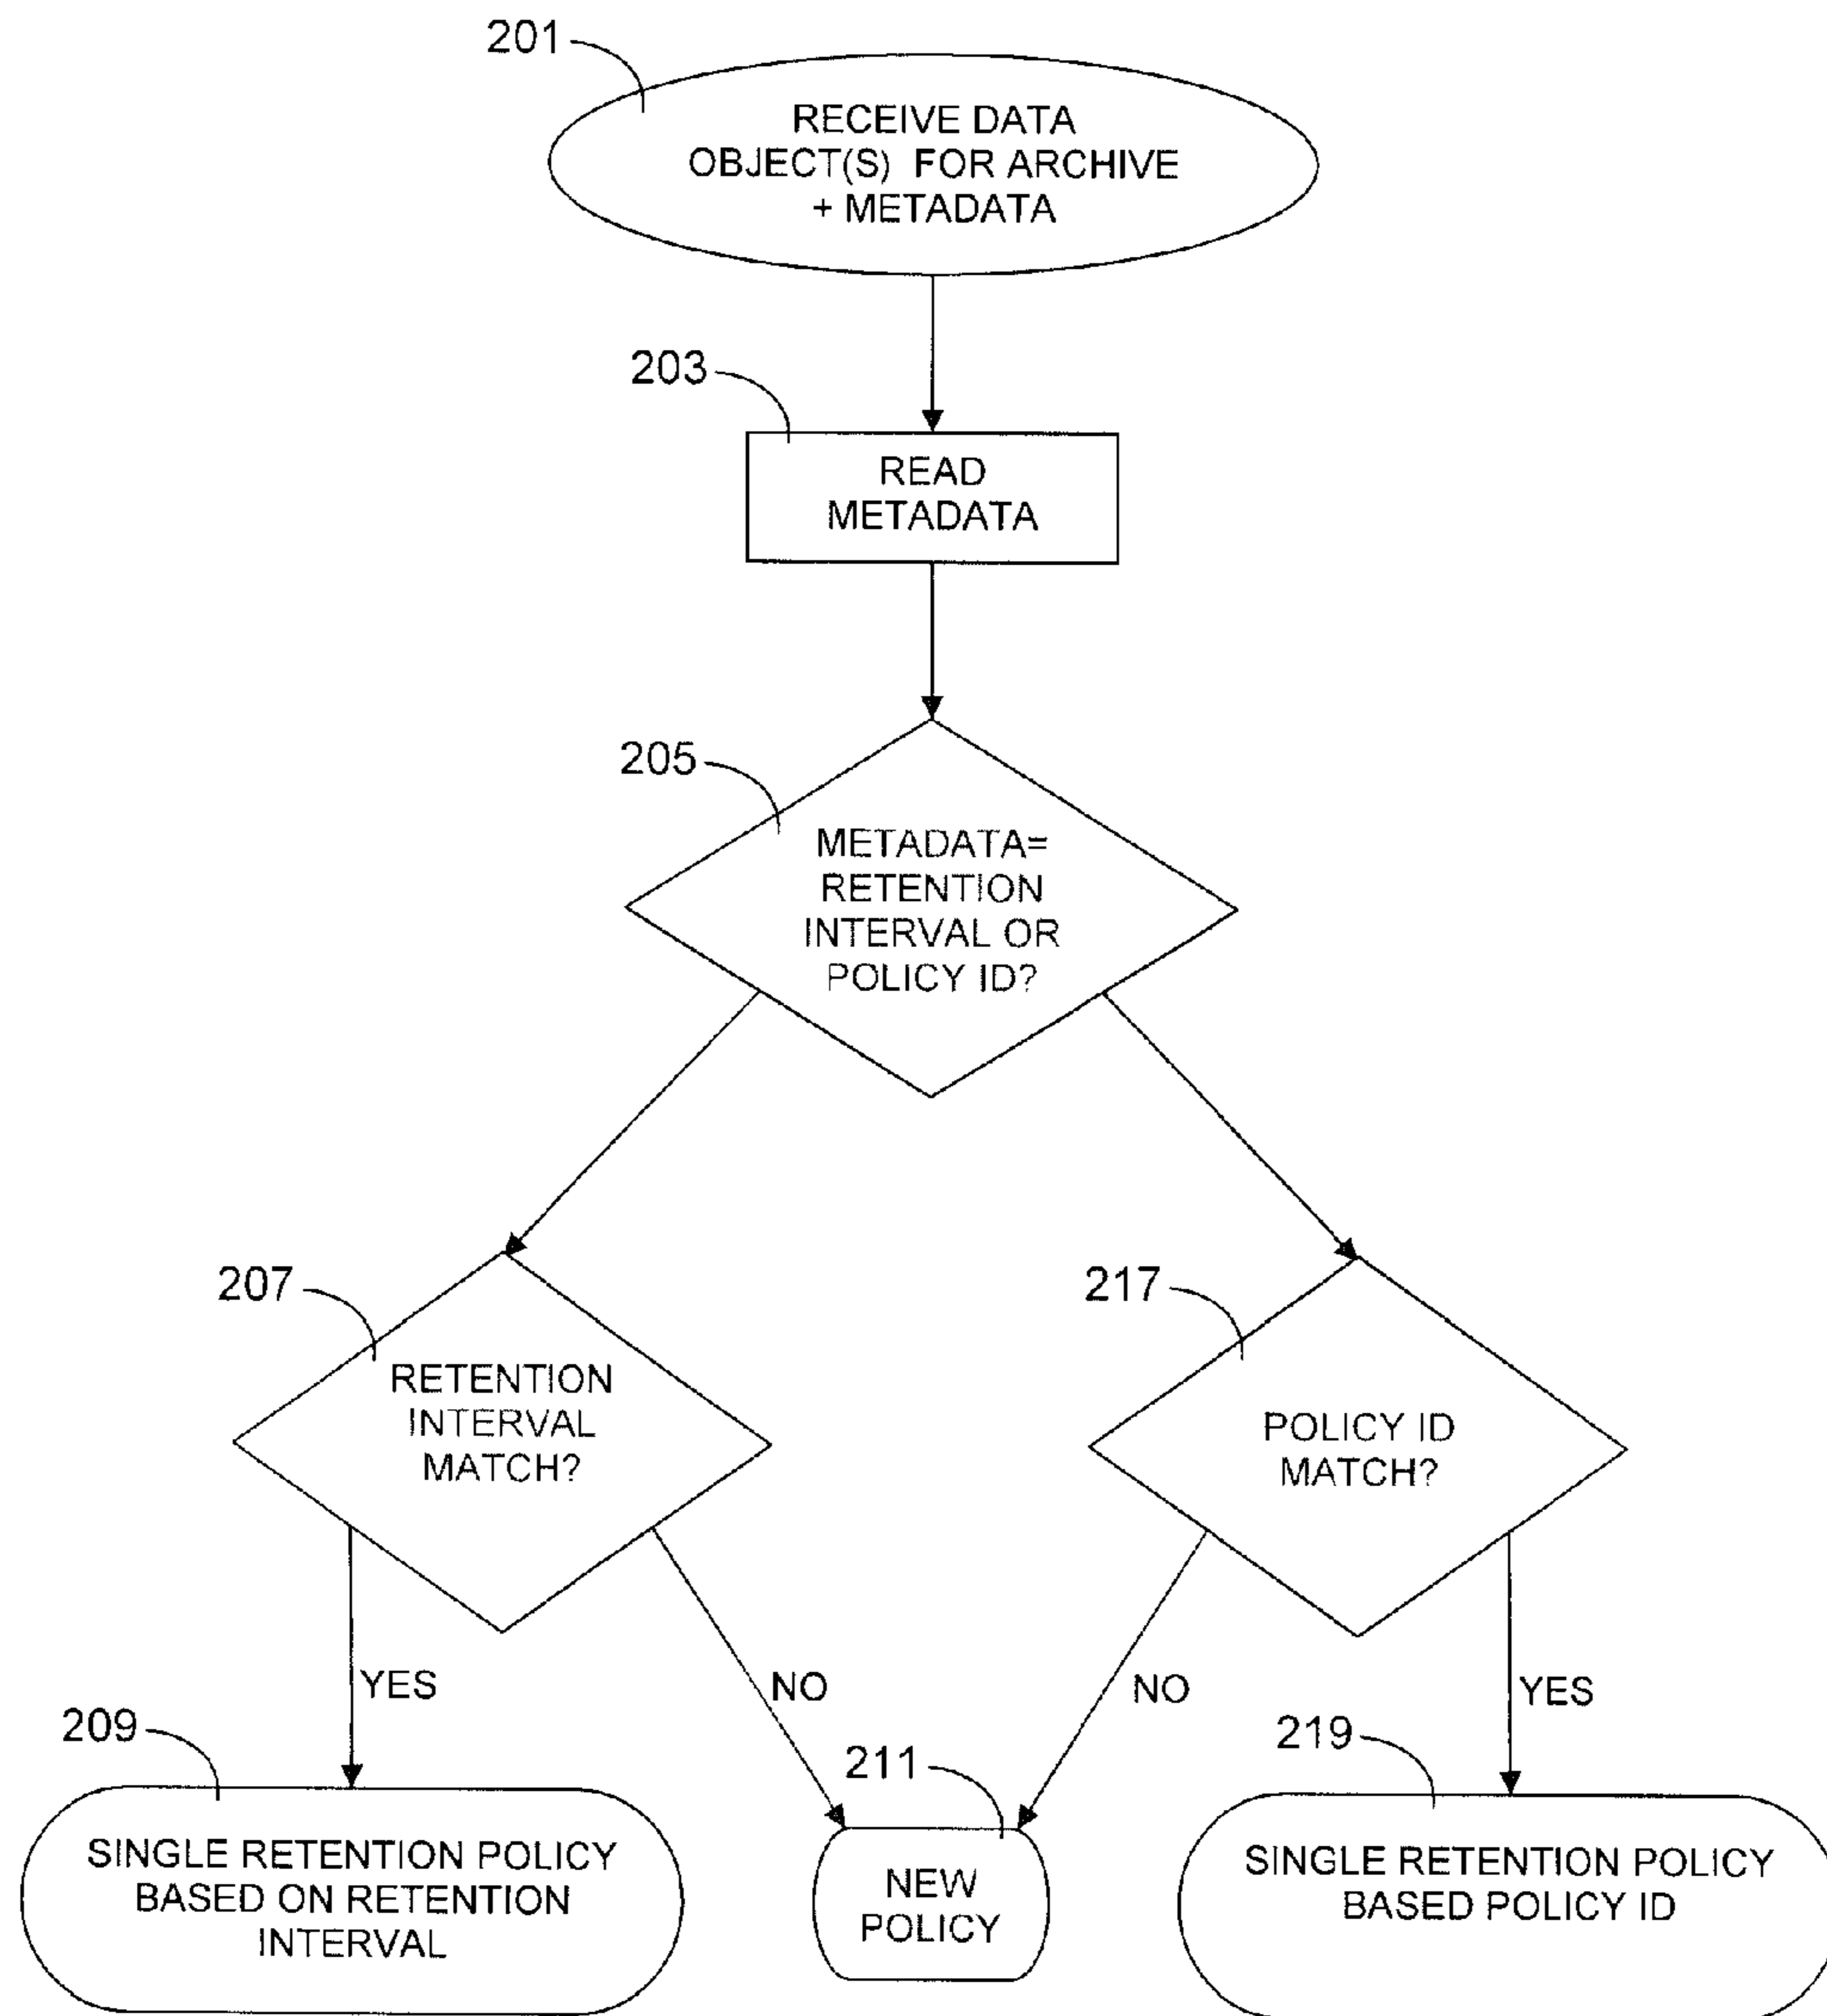 201
RECEIVE DATA
OBJECT(S) FOR ARCHIVE
+ METADATA
203
READ
METADATA
205
METADATA=
RETENTION
INTERVAL OR
POLICY ID?
207
RETENTION
INTERVAL
MATCH?
217
POLICY ID
MATCH?
YES
NO
NO
YES
209
SINGLE RETENTION POLICY
BASED ON RETENTION
INTERVAL
211
NEW
POLICY
219
SINGLE RETENTION POLICY
BASED POLICY ID